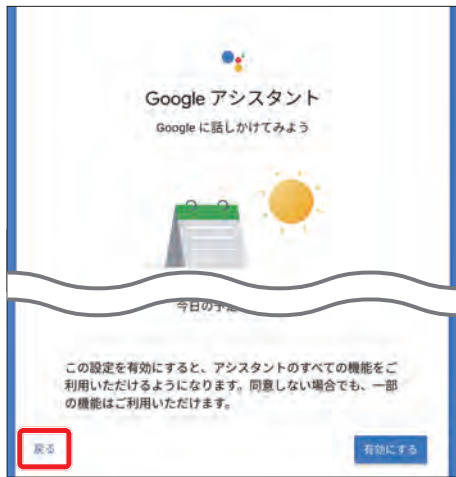 Google アシスタント
Google に話しかけてみよう
今日の予
この設定を有効にすると、アシスタントのすべての機能をご
利用いただけるようになります。同意しない場合でも、一部
の機能はご利用いただけます。
戻る
有効にする